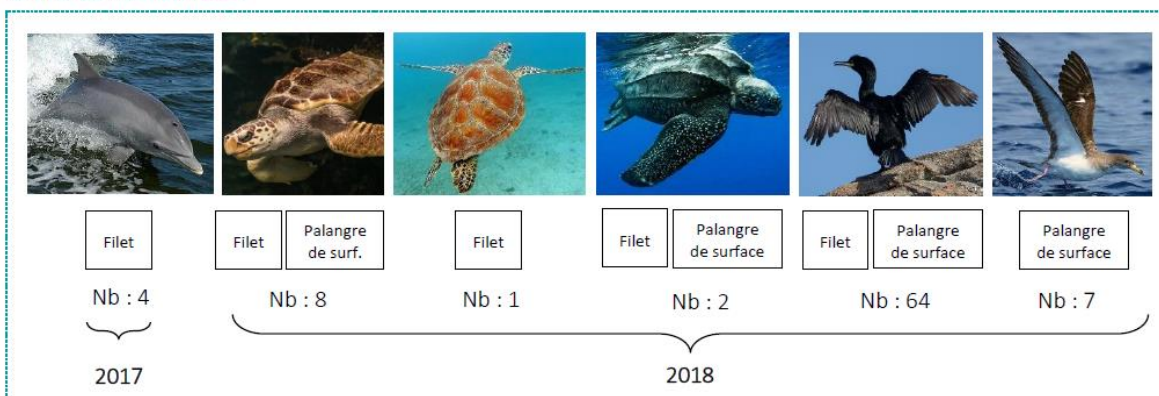 Filet
Filet
Palangre
de surf.
Filet
Filet
Palangre
de surface
Filet
Palangre
de surface
Palangre
de surface
Nb : 4
Nb : 8
Nb : 1
Nb : 2
Nb : 64
Nb : 7
2017
2018